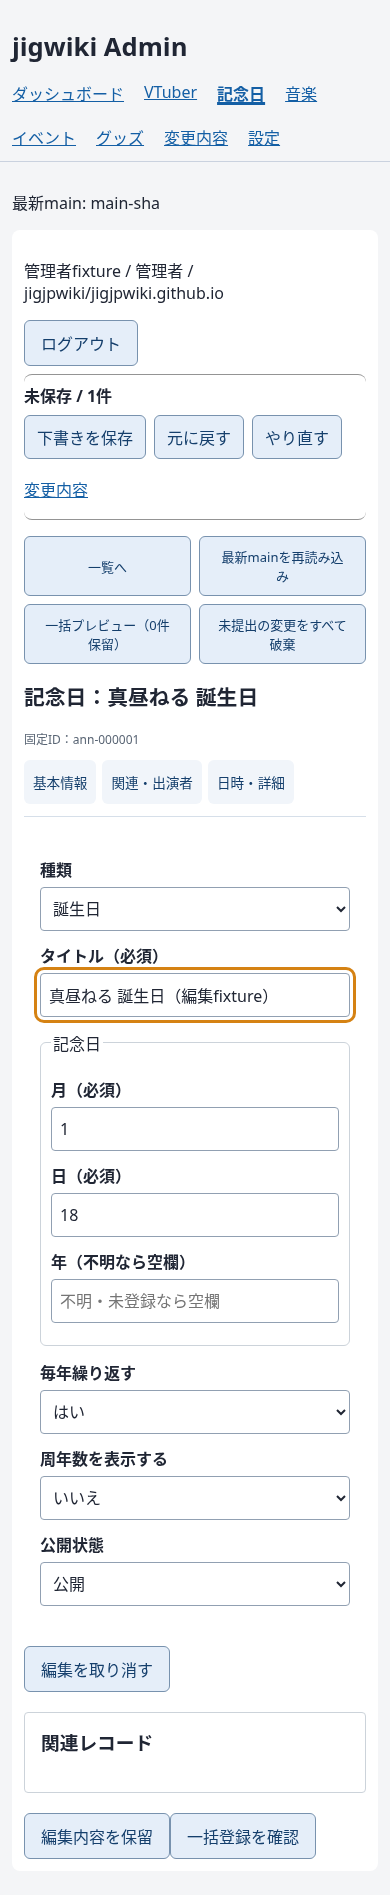 jigwiki Admin
ダッシュボード VTuber 記念日 音楽
イベント グッズ 変更内容 設定
最新main: main-sha
管理者fixture / 管理者 /
jigjpwiki/jigjpwiki.github.io
ログアウト
未保存 / 1件
下書きを保存 元に戻す やり直す
変更内容
一覧へ
最新mainを再読み込
み
一括プレビュー（0件
保留）
未提出の変更をすべて
破棄
記念日：真昼ねる 誕生日
固定ID：ann-000001
基本情報 関連・出演者 日時・詳細
種類
誕生日
タイトル（必須）
真昼ねる 誕生日（編集fixture）
記念日
月（必須）
1
日（必須）
18
年（不明なら空欄）
不明・未登録なら空欄
毎年繰り返す
はい
周年数を表示する
いいえ
公開状態
公開
編集を取り消す
関連レコード
編集内容を保留 一括登録を確認